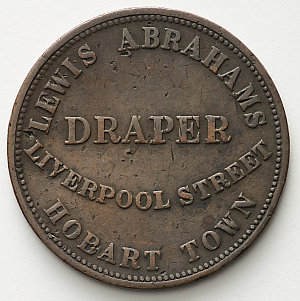 LEWIS ABRAHAMS
DRAPER
LIVERPOOL STREET
HOBART TOWN